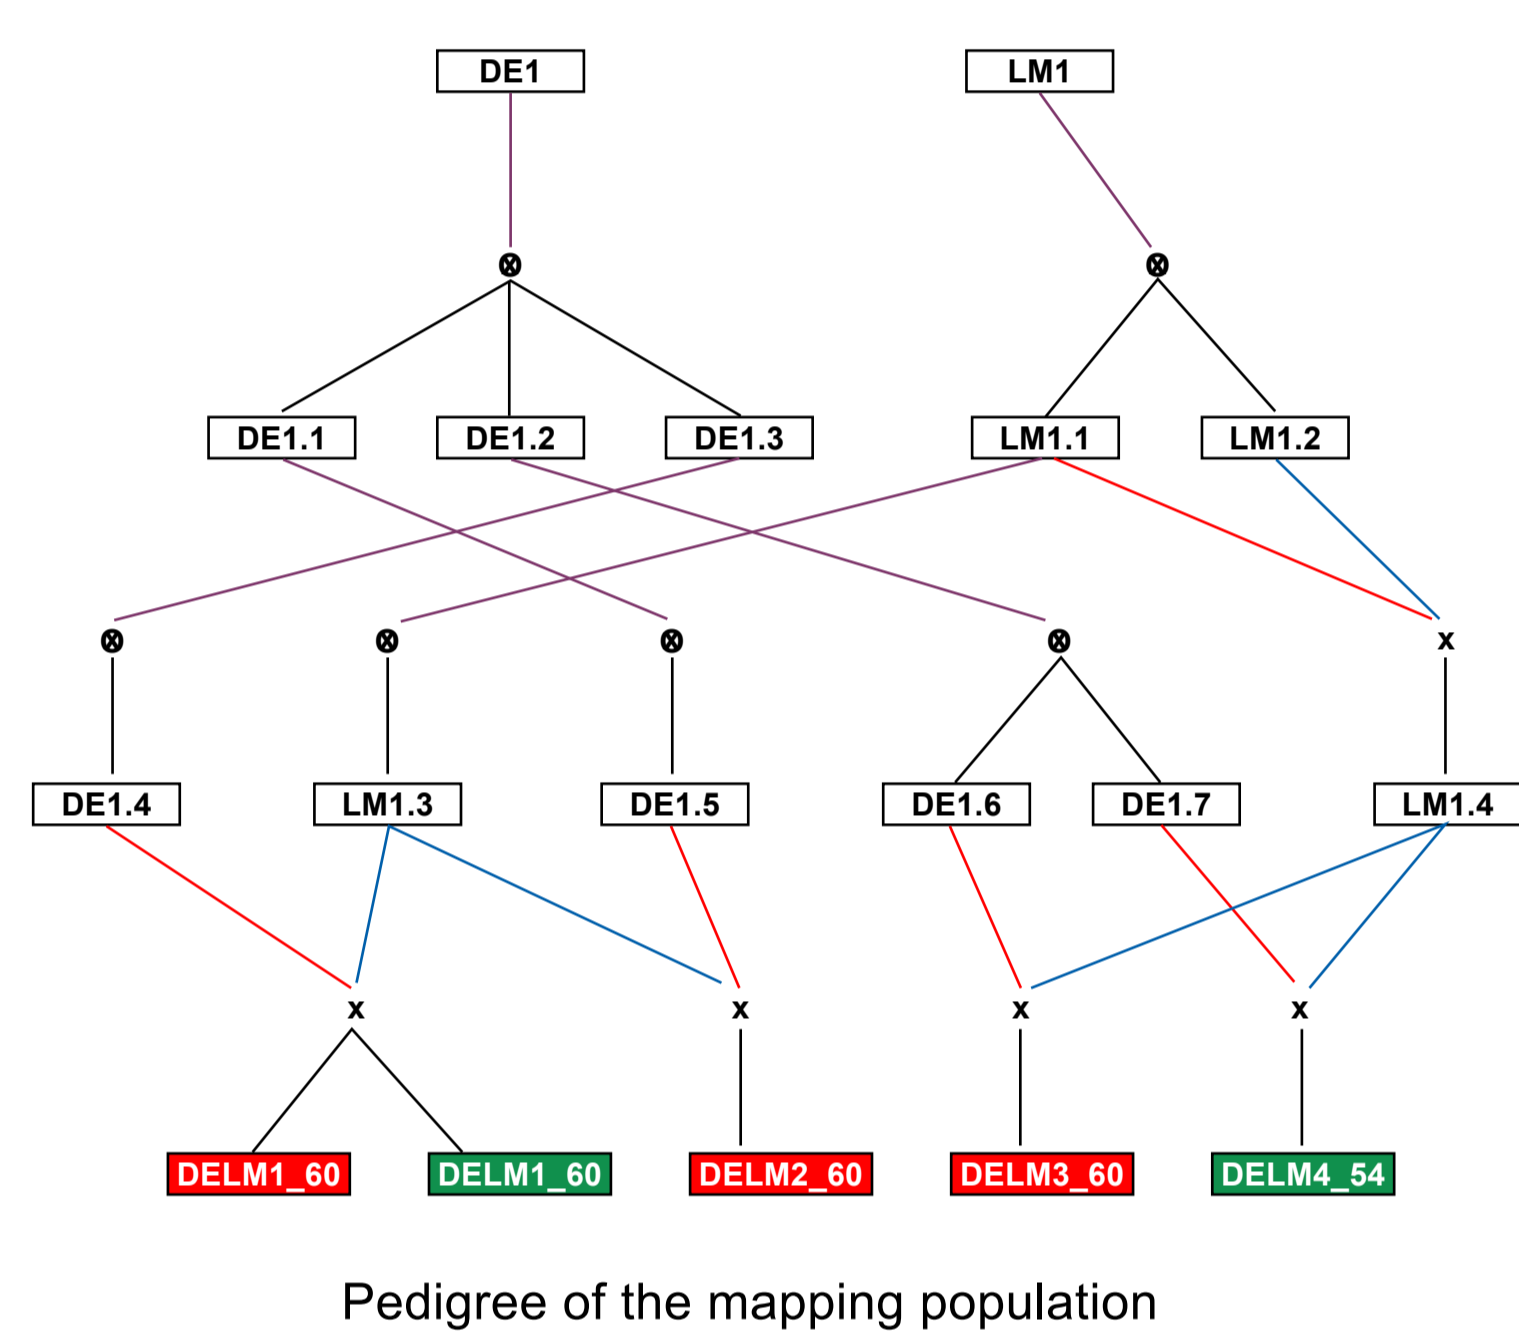 DE1 LM1
⊗ ⊗
DE1.1 DE1.2 DE1.3 LM1.1 LM1.2
⊗ ⊗ ⊗ ⊗ x
DE1.4 LM1.3 DE1.5 DE1.6 DE1.7 LM1.4
x x x x
DELM1_60 DELM1_60 DELM2_60 DELM3_60 DELM4_54
Pedigree of the mapping population